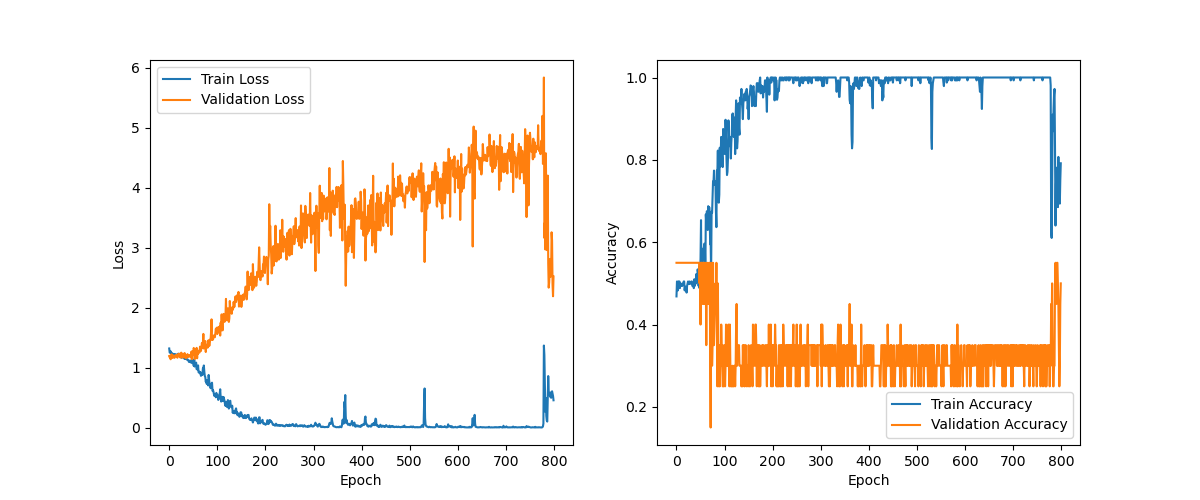 Train Loss
Validation Loss
Loss
6
5
4
3
2
1
0
0 100 200 300 400 500 600 700 800
Epoch
Accuracy
1.0
0.8
0.6
0.4
0.2
Train Accuracy
Validation Accuracy
0 100 200 300 400 500 600 700 800
Epoch